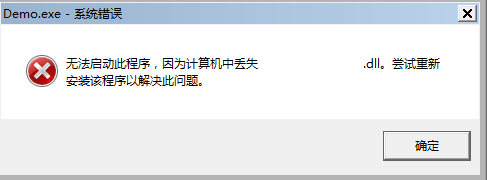 Demo.exe - 系统错误
无法启动此程序，因为计算机中丢失 .dll。尝试重新
安装该程序以解决此问题。
确定